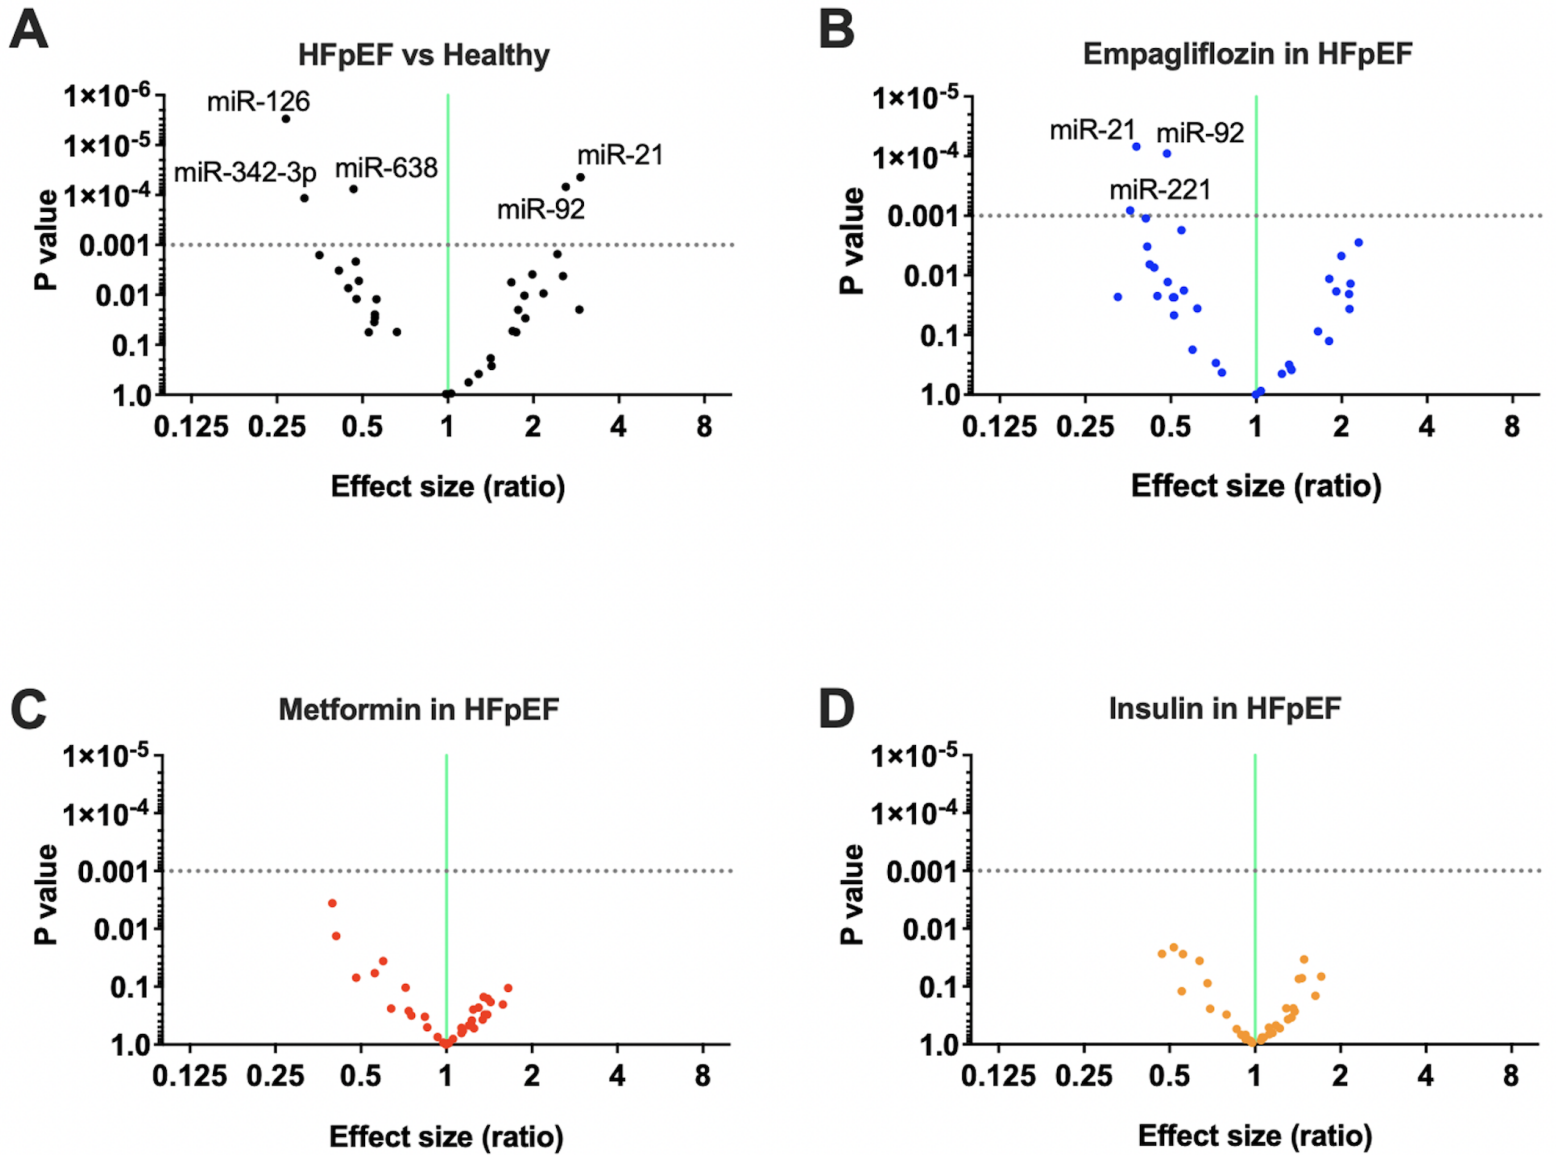 A
HFpEF vs Healthy
1×10-6
1×10-5
1×10-4
0.001
0.01
0.1
1.0
P value
miR-126
miR-342-3p
miR-638
miR-21
miR-92
0.125 0.25 0.5 1 2 4 8
Effect size (ratio)
B
Empagliflozin in HFpEF
1×10-5
1×10-4
0.001
0.01
0.1
1.0
P value
miR-21
miR-92
miR-221
0.125 0.25 0.5 1 2 4 8
Effect size (ratio)
C
Metformin in HFpEF
1×10-5
1×10-4
0.001
0.01
0.1
1.0
P value
0.125 0.25 0.5 1 2 4 8
Effect size (ratio)
D
Insulin in HFpEF
1×10-5
1×10-4
0.001
0.01
0.1
1.0
P value
0.125 0.25 0.5 1 2 4 8
Effect size (ratio)